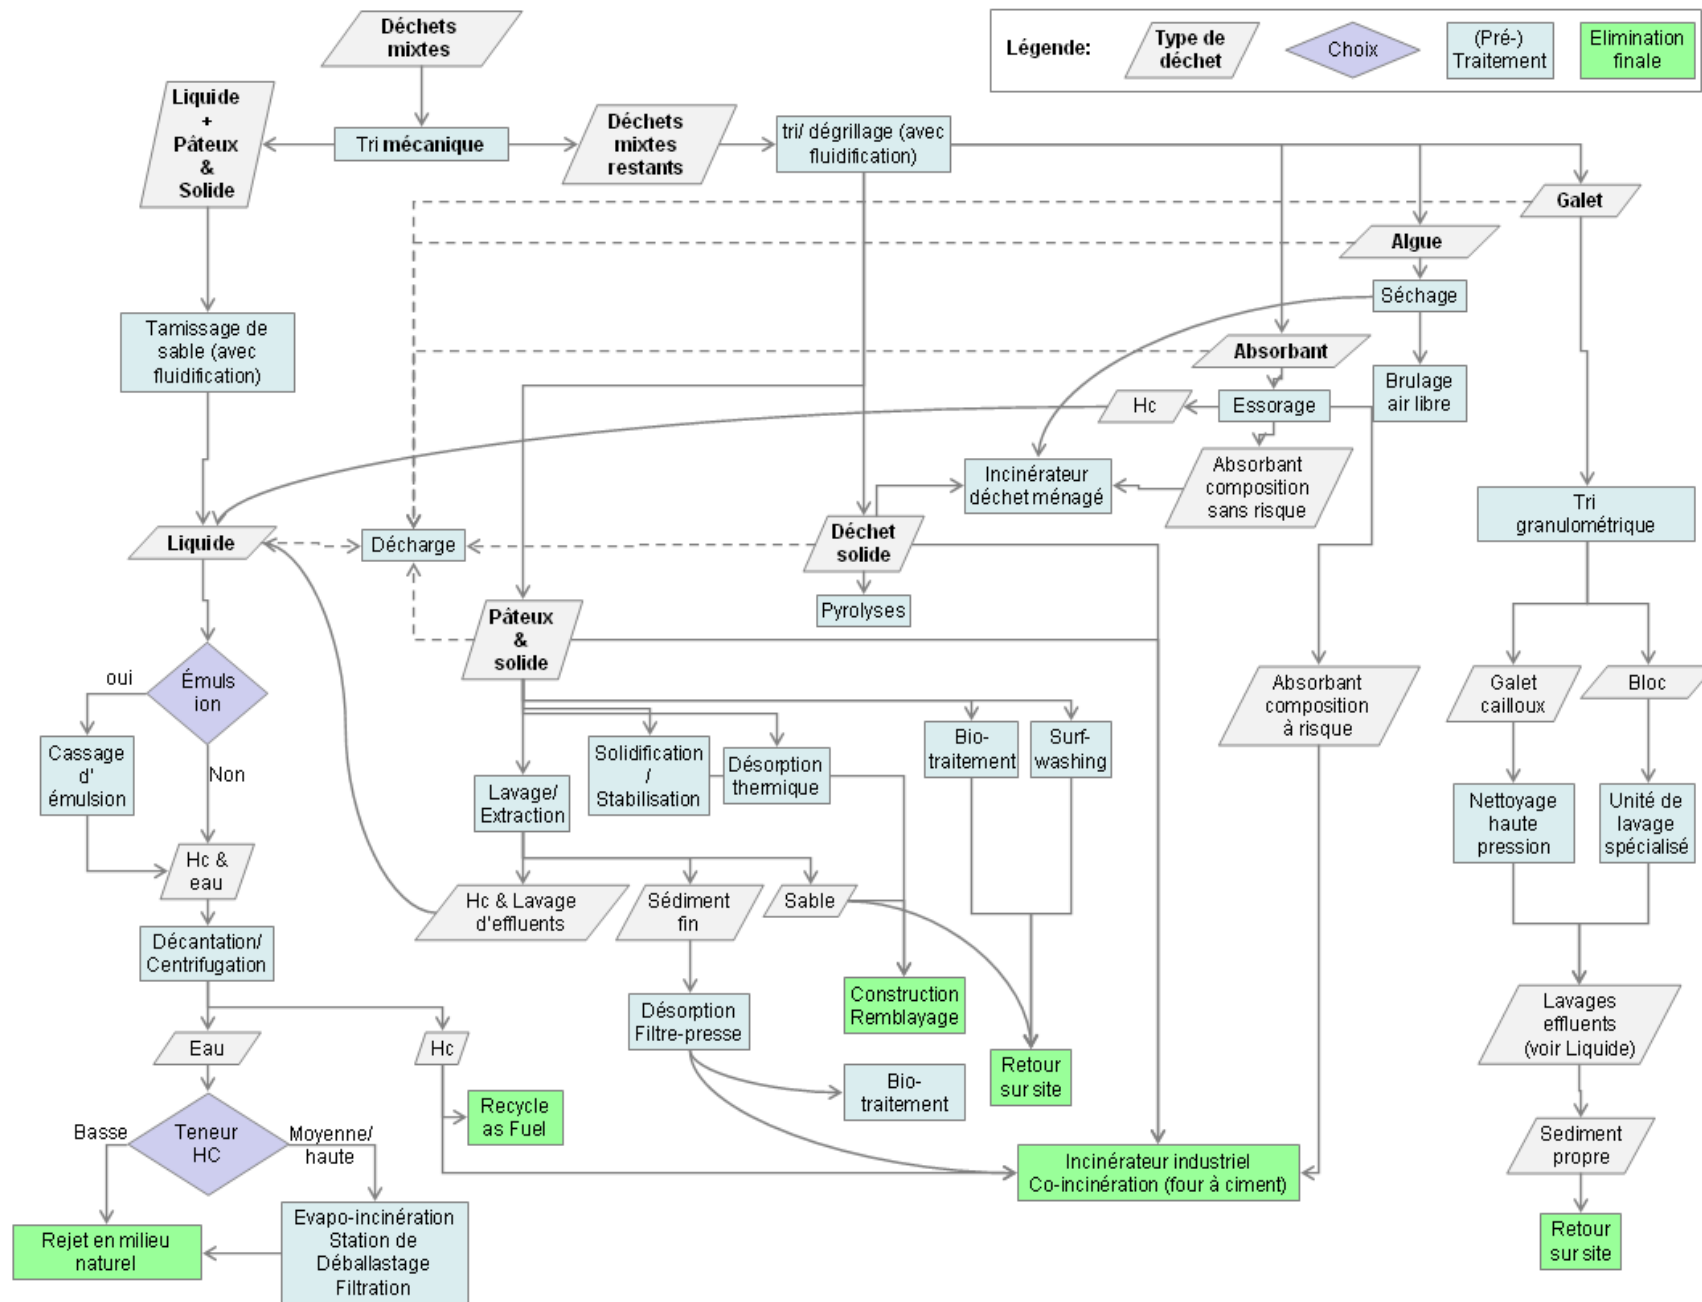 Déchets
mixtes
Légende:
Type de
déchet
Choix
(Pré-)
Traitement
Elimination
finale
Liquide
+
Pâteux
&
Solide
Tri mécanique
Déchets
mixtes
restants
tri/ dégrillage (avec
fluidification)
Galet
Algue
Séchage
Tamissage de
sable (avec
fluidification)
Absorbant
Brulage
air libre
Hc
Essorage
Incinérateur
déchet ménagé
Absorbant
composition
sans risque
Tri
granulométrique
Liquide
Décharge
Déchet
solide
Pyrolyses
Pâteux
&
solide
oui
Émuls
ion
Non
Absorbant
composition
à risque
Galet
cailloux
Bloc
Cassage
d'
émulsion
Solidification
/
Stabilisation
Désorption
thermique
Bio-
traitement
Surf-
washing
Lavage/
Extraction
Nettoyage
haute
pression
Unité de
lavage
spécialisé
Hc &
eau
Hc & Lavage
d'effluents
Sédiment
fin
Sable
Décantation/
Centrifugation
Construction
Remblayage
Désorption
Filtre-presse
Lavages
effluents
(voir Liquide)
Eau
Hc
Retour
sur site
Bio-
traitement
Recycle
as Fuel
Basse
Teneur
HC
Moyenne/
haute
Sediment
propre
Incinérateur industriel
Co-incinération (four à ciment)
Rejet en milieu
naturel
Evapo-incinération
Station de
Déballastage
Filtration
Retour
sur site